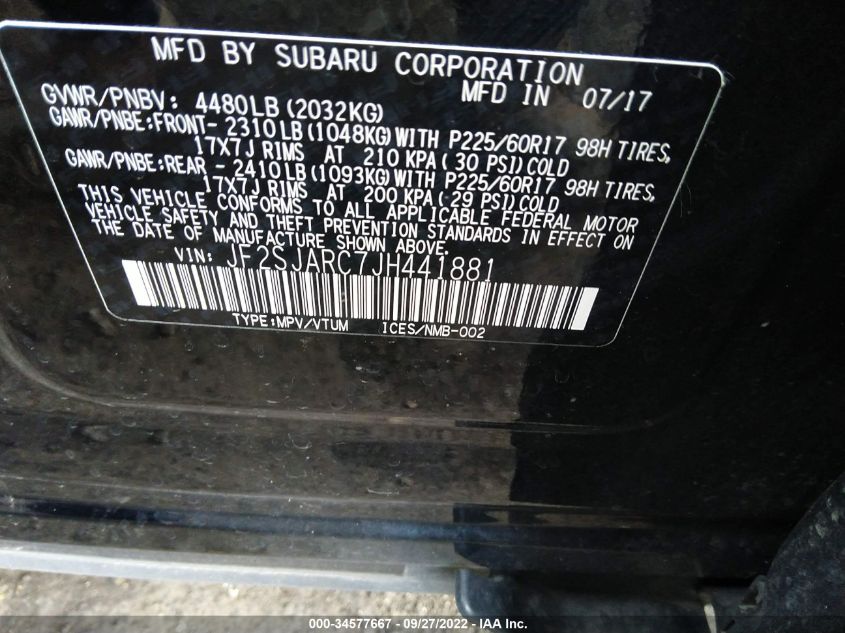 MFD BY SUBARU CORPORATION
MFD IN 07/17
GVWR/PNBV: 4480LB (2032KG)
GAWR/PNBE:FRONT- 2310 LB (1048KG) WITH P225/60R17 98H TIRES,
17X7J RIMS AT 210 KPA (30 PSI) COLD
GAWR/PNBE:REAR - 2410 LB (1093KG) WITH P225/60R17 98H TIRES,
17X7J RIMS AT 200 KPA (29 PSI) COLD
THIS VEHICLE CONFORMS TO ALL APPLICABLE FEDERAL MOTOR
VEHICLE SAFETY AND THEFT PREVENTION STANDARDS IN EFFECT ON
THE DATE OF MANUFACTURE SHOWN ABOVE.
VIN: JF2SJARC7JH441881
TYPE:MPV/VTUM ICES/NMB-002
000-34577667 - 09/27/2022 - IAA Inc.